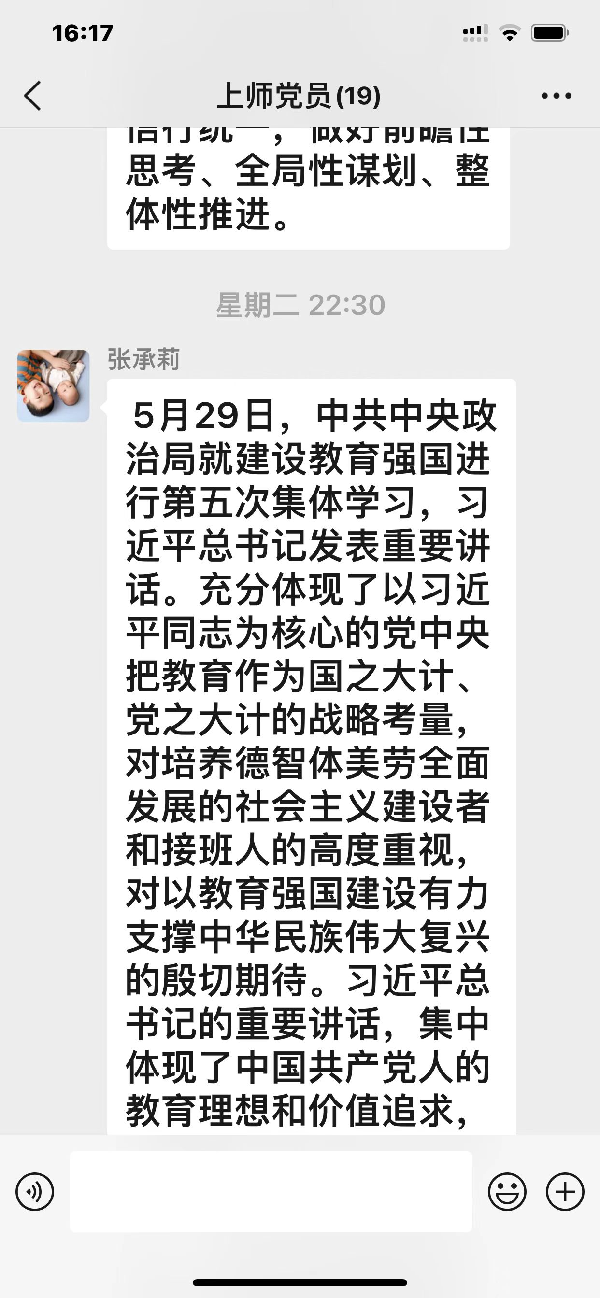 16:17
上师党员(19)
信行统一，做好前瞻性
思考、全局性谋划、整
体性推进。
星期二 22:30
张承莉
5月29日，中共中央政
治局就建设教育强国进
行第五次集体学习，习
近平总书记发表重要讲
话。充分体现了以习近
平同志为核心的党中央
把教育作为国之大计、
党之大计的战略考量，
对培养德智体美劳全面
发展的社会主义建设者
和接班人的高度重视，
对以教育强国建设有力
支撑中华民族伟大复兴
的殷切期待。习近平总
书记的重要讲话，集中
体现了中国共产党人的
教育理想和价值追求，